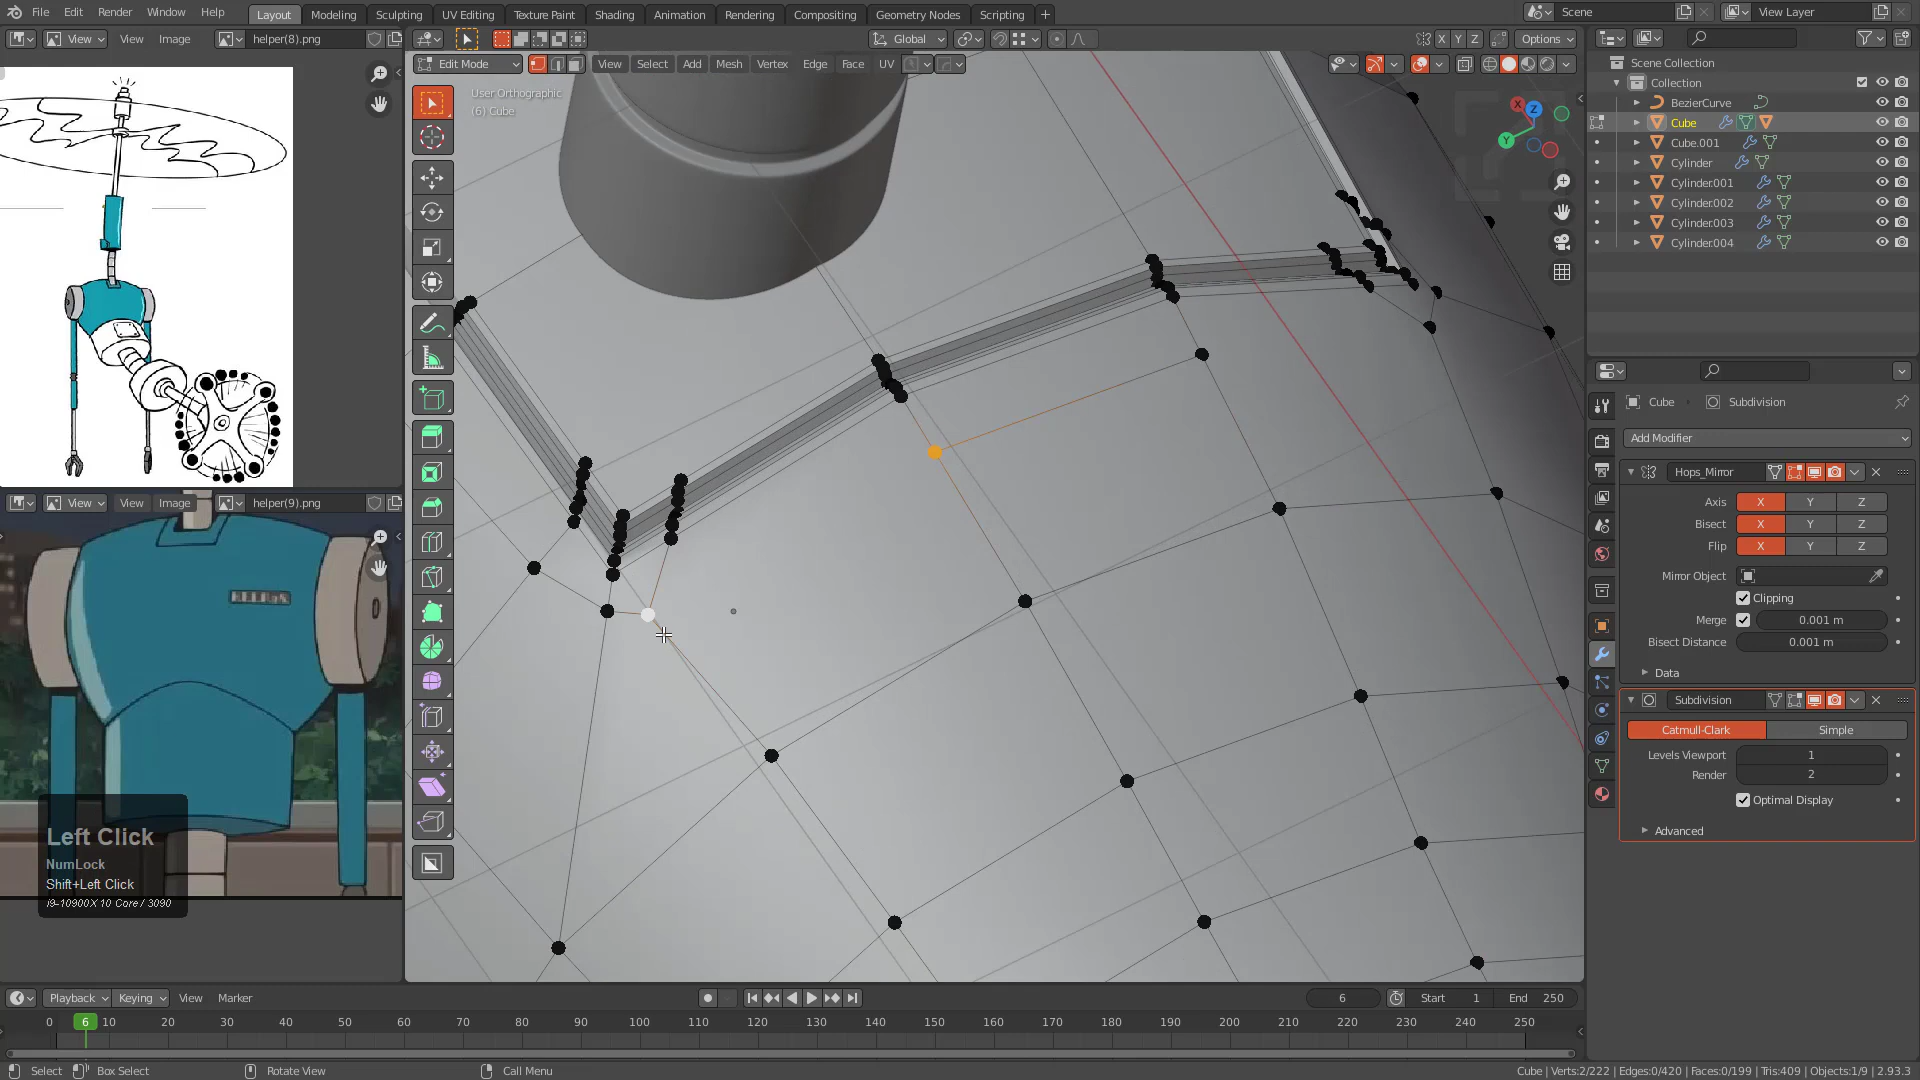 File Edit Render Window Help
Layout Modeling Sculpting UV Editing Texture Paint Shading Animation Rendering Compositing Geometry Nodes Scripting +
Scene View Layer
View View Image helper(8).png
Global X Y Z Options
Edit Mode View Select Add Mesh Vertex Edge Face UV
User Orthographic
(6) Cube
X Z Y
Scene Collection
Collection
BezierCurve
Cube
Cube.001
Cylinder
Cylinder.001
Cylinder.002
Cylinder.003
Cylinder.004
Cube Subdivision
Add Modifier
Hops_Mirror
Axis X Y Z
Bisect X Y Z
Flip X Y Z
Mirror Object
Clipping
Merge 0.001 m
Bisect Distance 0.001 m
Data
Subdivision
Catmull-Clark Simple
Levels Viewport 1
Render 2
Optimal Display
Advanced
View View Image helper(9).png
Left Click
NumLock
Shift+Left Click
i9-10900X 10 Core / 3090
Playback Keying View Marker
6 Start 1 End 250
0 6 10 20 30 40 50 60 70 80 90 100 110 120 130 140 150 160 170 180 190 200 210 220 230 240 250
Select Box Select Rotate View Call Menu
Cube | Verts:2/222 | Edges:0/420 | Faces:0/199 | Tris:409 | Objects:1/9 | 2.93.3